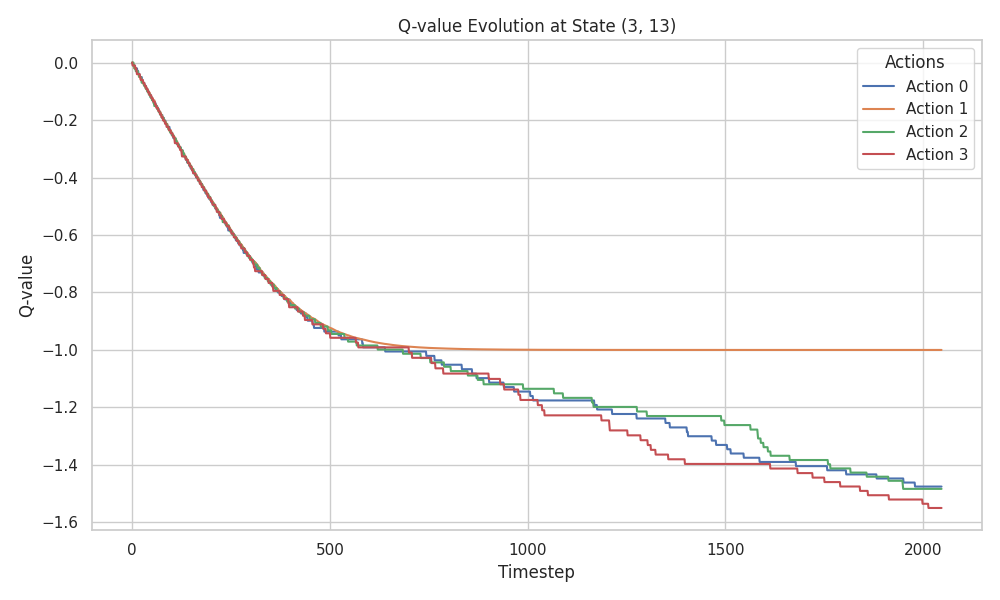 Q-value Evolution at State (3, 13)
Actions
Action 0
Action 1
Action 2
Action 3
Q-value
0.0
−0.2
−0.4
−0.6
−0.8
−1.0
−1.2
−1.4
−1.6
0 500 1000 1500 2000
Timestep